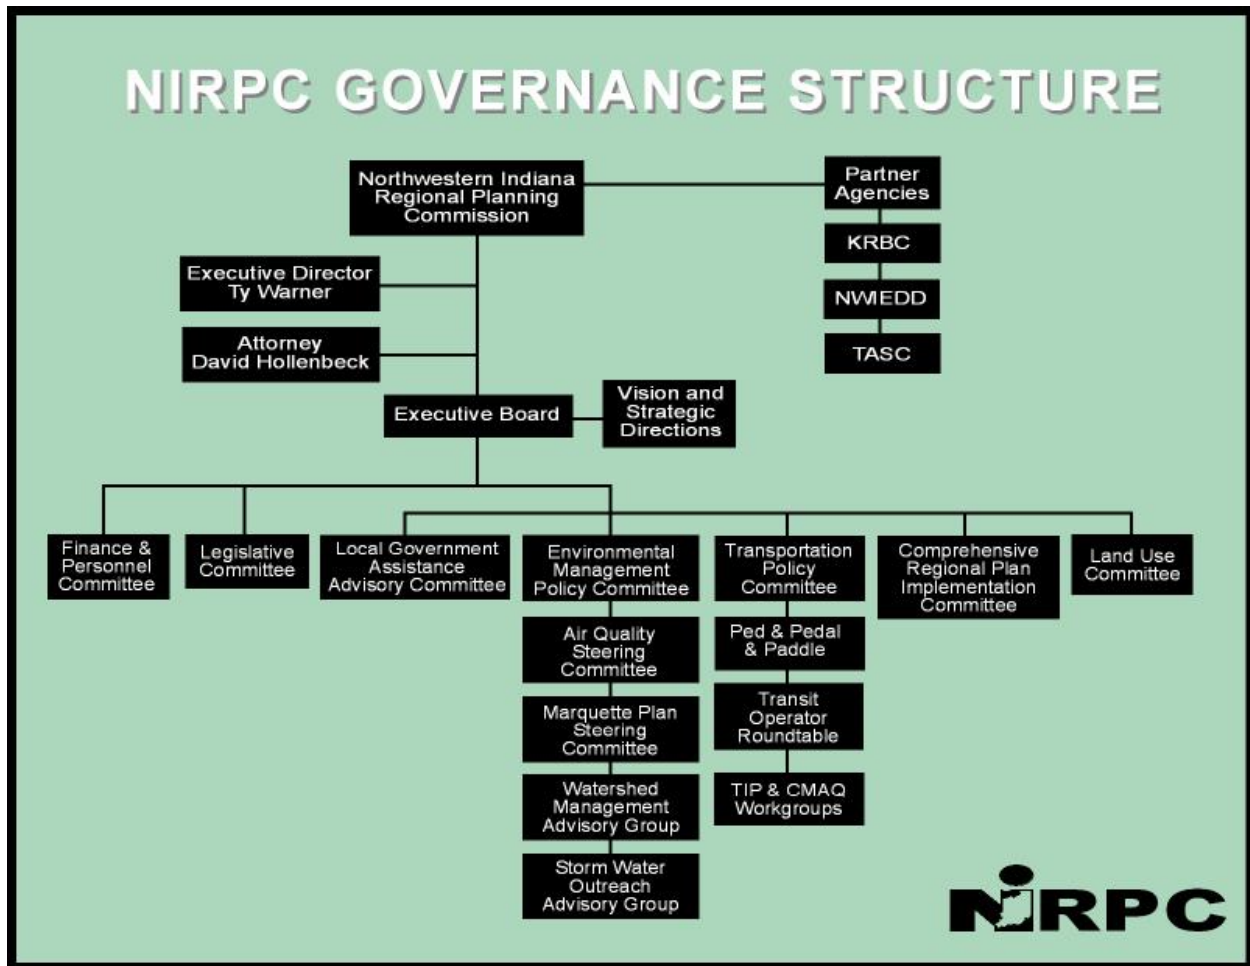 NIRPC GOVERNANCE STRUCTURE
Northwestern Indiana
Regional Planning
Commission
Partner
Agencies
KRBC
NWIEDD
TASC
Executive Director
Ty Warner
Attorney
David Hollenbeck
Executive Board
Vision and
Strategic
Directions
Finance &
Personnel
Committee
Legislative
Committee
Local Government
Assistance
Advisory Committee
Environmental
Management
Policy Committee
Air Quality
Steering
Committee
Marquette Plan
Steering
Committee
Watershed
Management
Advisory Group
Storm Water
Outreach
Advisory Group
Transportation
Policy
Committee
Ped & Pedal
& Paddle
Transit
Operator
Roundtable
TIP & CMAQ
Workgroups
Comprehensive
Regional Plan
Implementation
Committee
Land Use
Committee
NiRPC